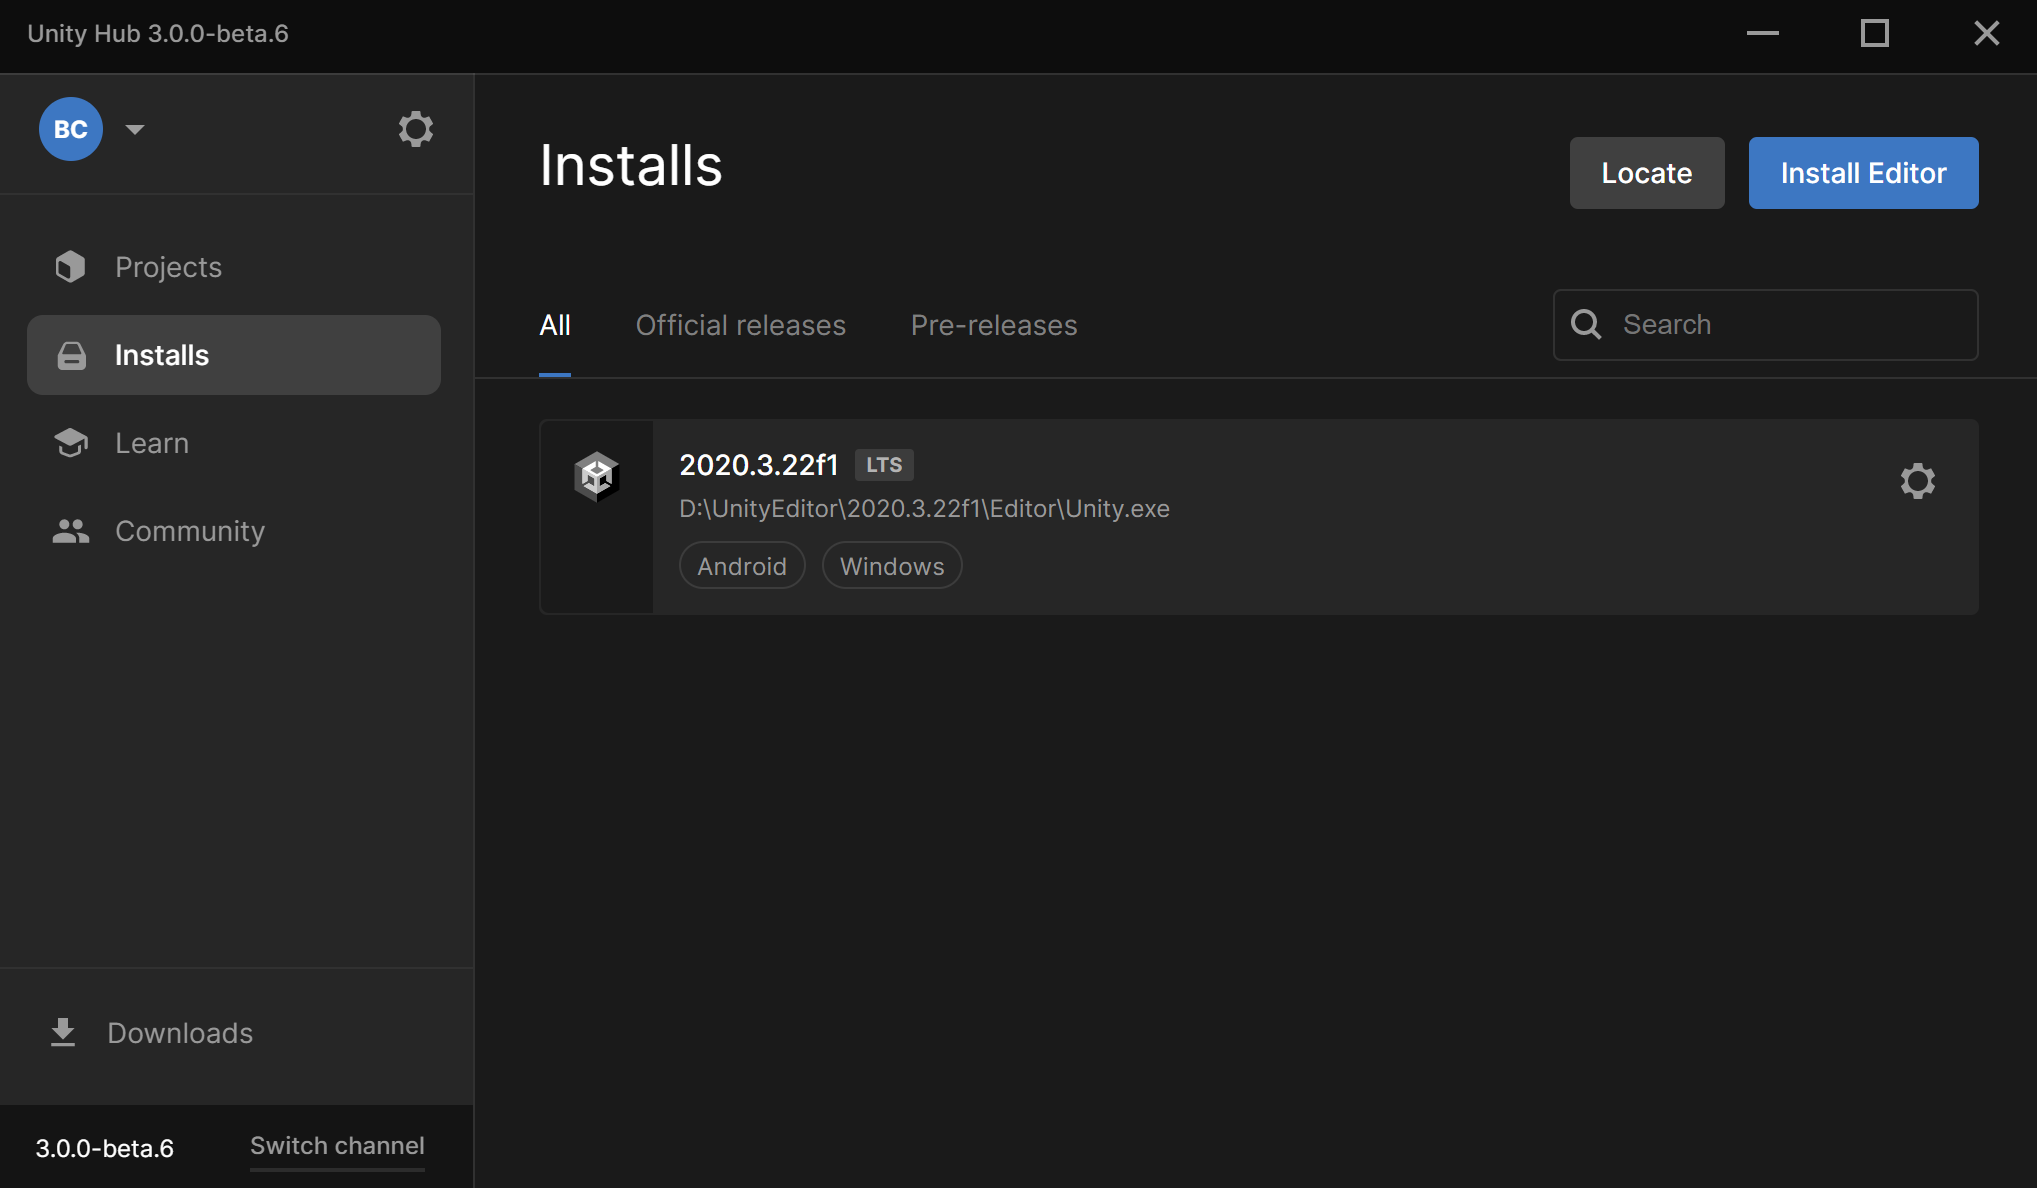 Unity Hub 3.0.0-beta.6
BC
Projects
Installs
Learn
Community
Downloads
3.0.0-beta.6
Switch channel
Installs
Locate
Install Editor
All
Official releases
Pre-releases
Search
2020.3.22f1
LTS
D:\UnityEditor\2020.3.22f1\Editor\Unity.exe
Android
Windows